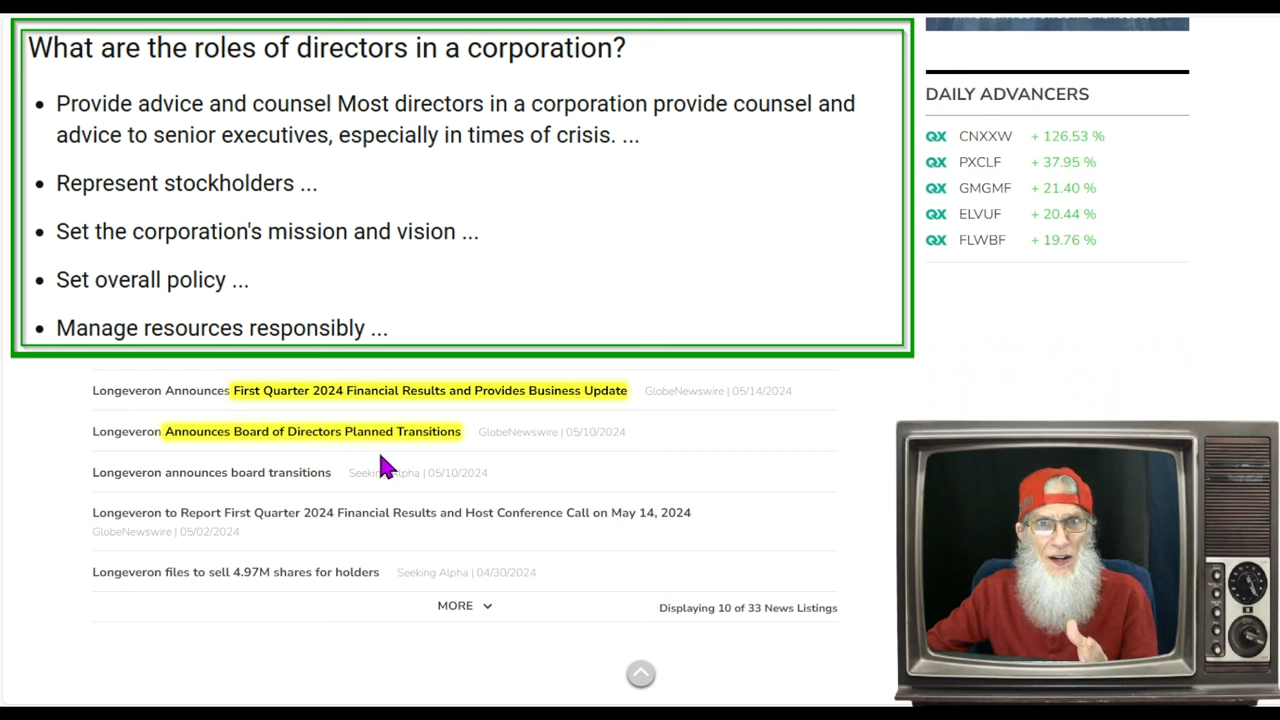 What are the roles of directors in a corporation?
• Provide advice and counsel Most directors in a corporation provide counsel and
advice to senior executives, especially in times of crisis. ...
• Represent stockholders ...
• Set the corporation's mission and vision ...
• Set overall policy ...
• Manage resources responsibly ...
Longeveron Announces First Quarter 2024 Financial Results and Provides Business Update GlobeNewswire | 05/14/2024
Longeveron Announces Board of Directors Planned Transitions GlobeNewswire | 05/10/2024
Longeveron announces board transitions Seeking Alpha | 05/10/2024
Longeveron to Report First Quarter 2024 Financial Results and Host Conference Call on May 14, 2024
GlobeNewswire | 05/02/2024
Longeveron files to sell 4.97M shares for holders Seeking Alpha | 04/30/2024
MORE
Displaying 10 of 33 News Listings
DAILY ADVANCERS
QX CNXXW + 126.53 %
QX PXCLF + 37.95 %
QX GMGMF + 21.40 %
QX ELVUF + 20.44 %
QX FLWBF + 19.76 %